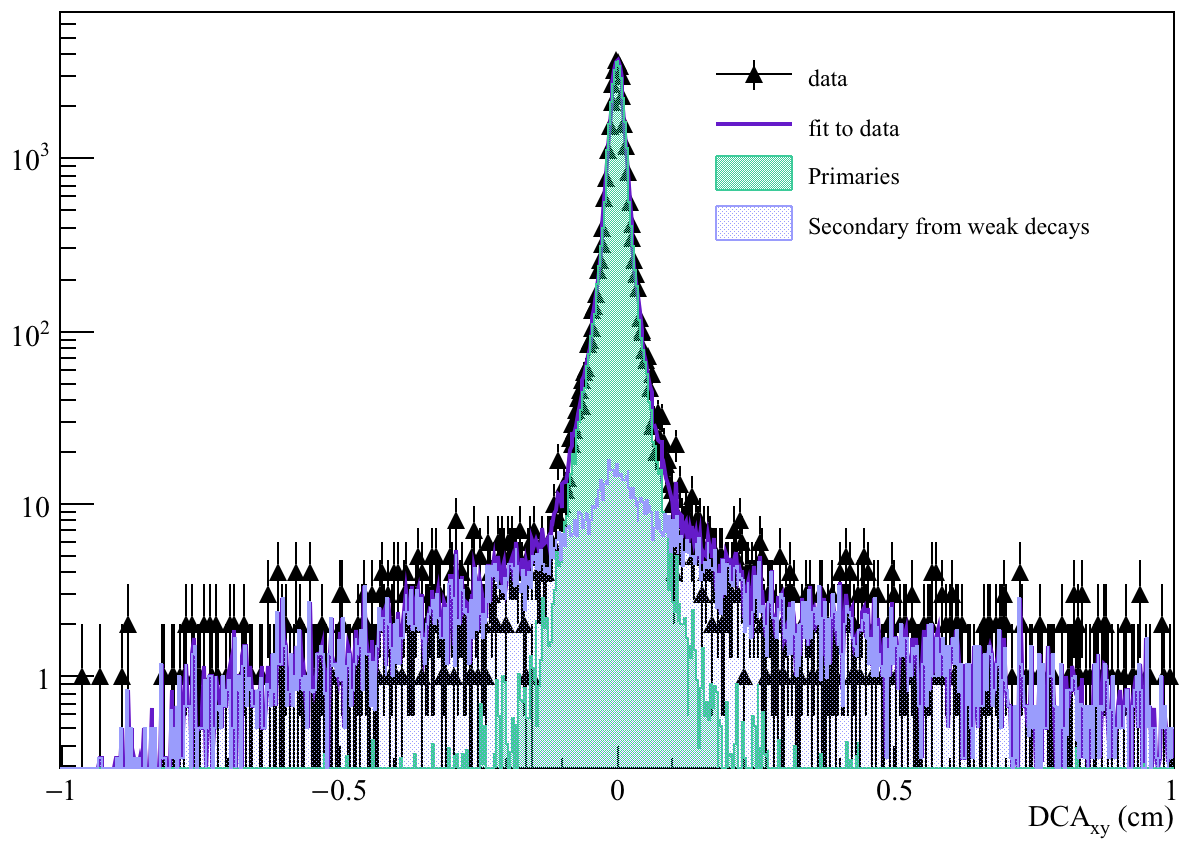 data
fit to data
Primaries
Secondary from weak decays
10³
10²
10
1
−1
−0.5
0
0.5
1
DCAxy (cm)